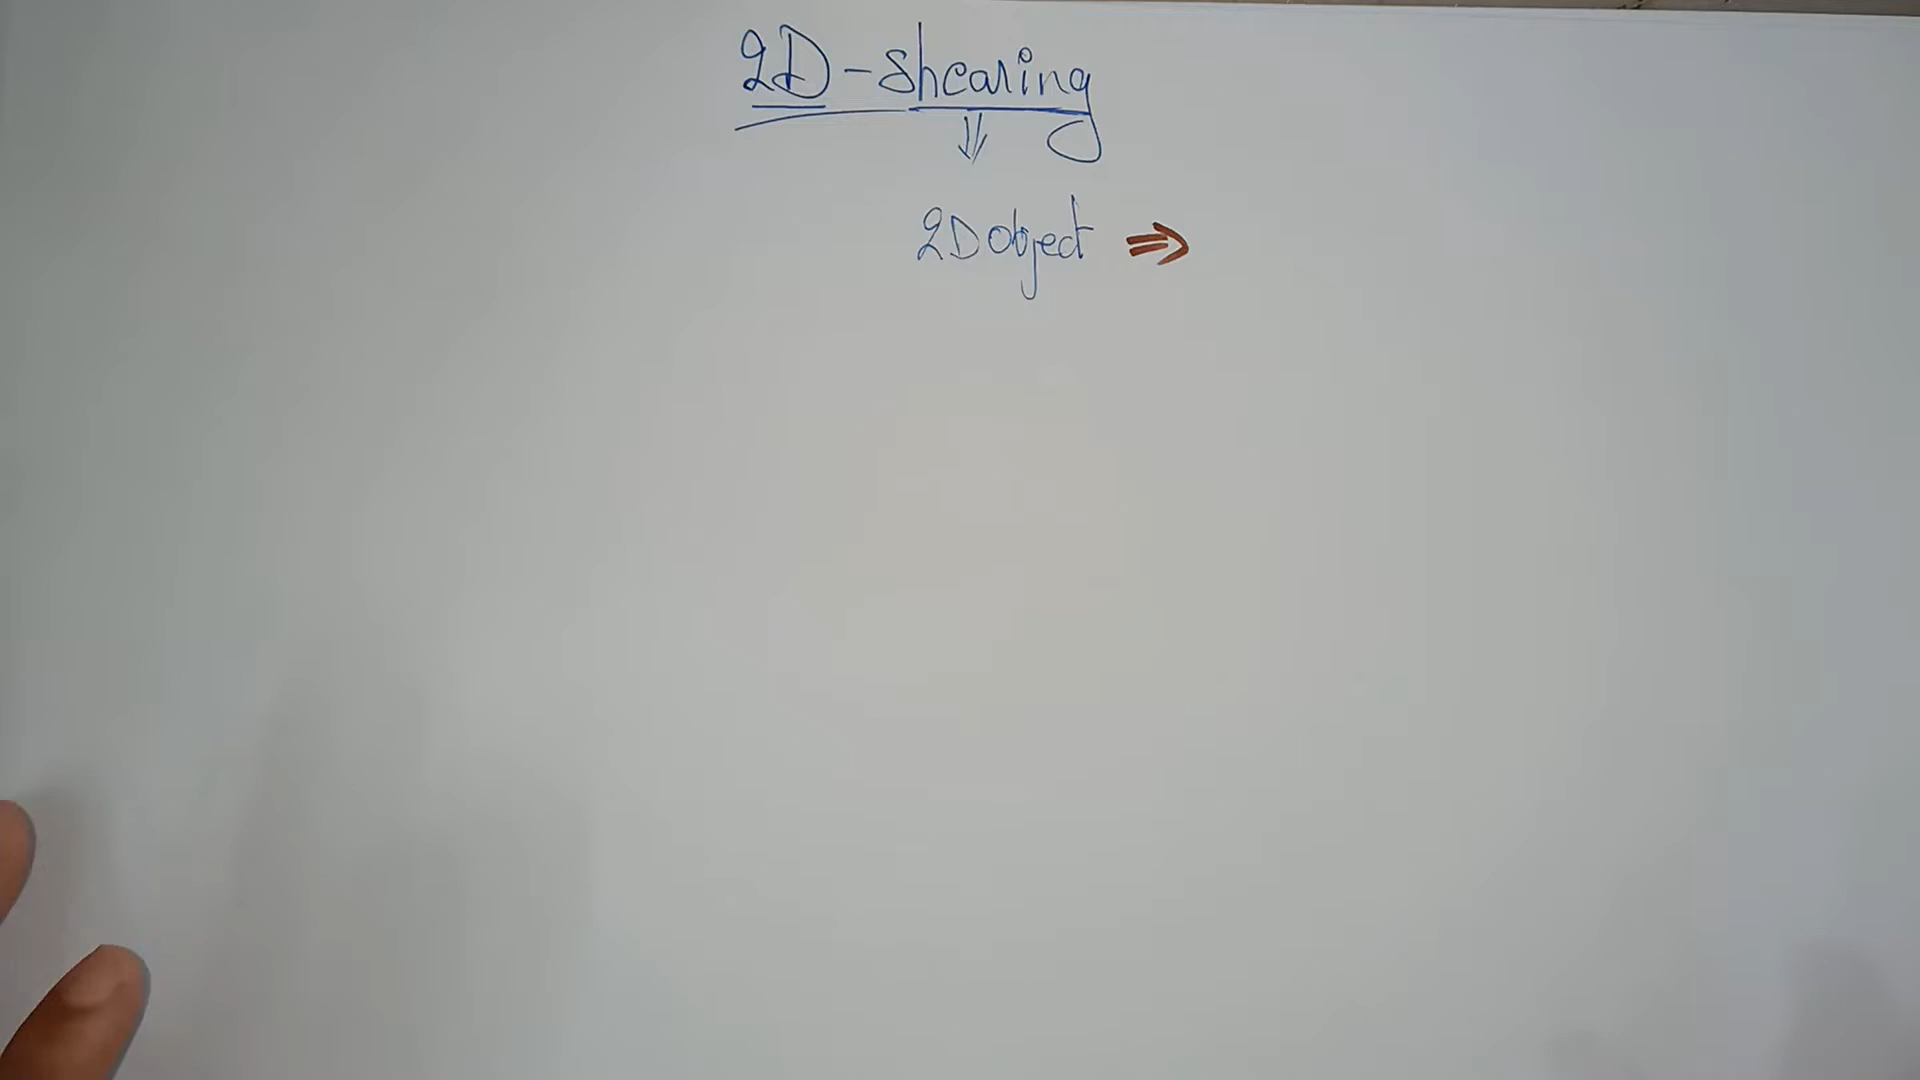 2D-shearing
⇓
2D object ⇒